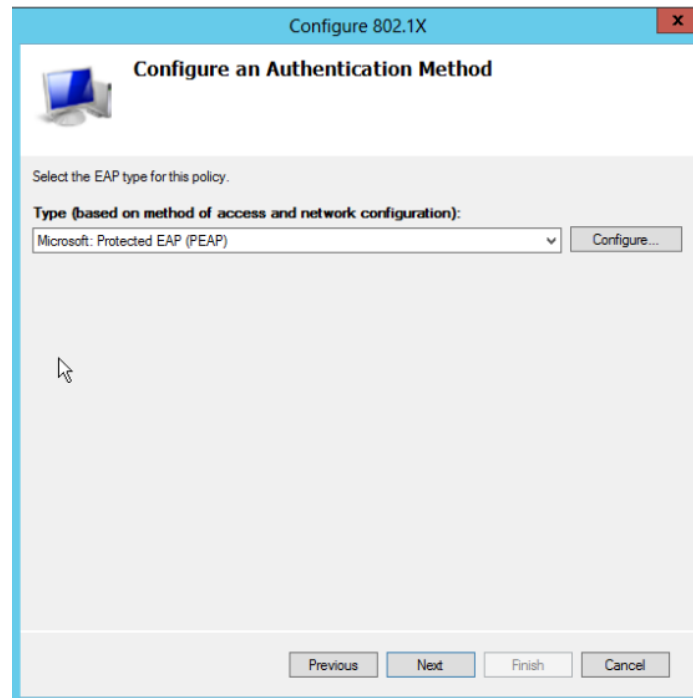 Configure 802.1X
x
Configure an Authentication Method
Select the EAP type for this policy.
Type (based on method of access and network configuration):
Microsoft: Protected EAP (PEAP)
Configure...
Previous Next Finish Cancel